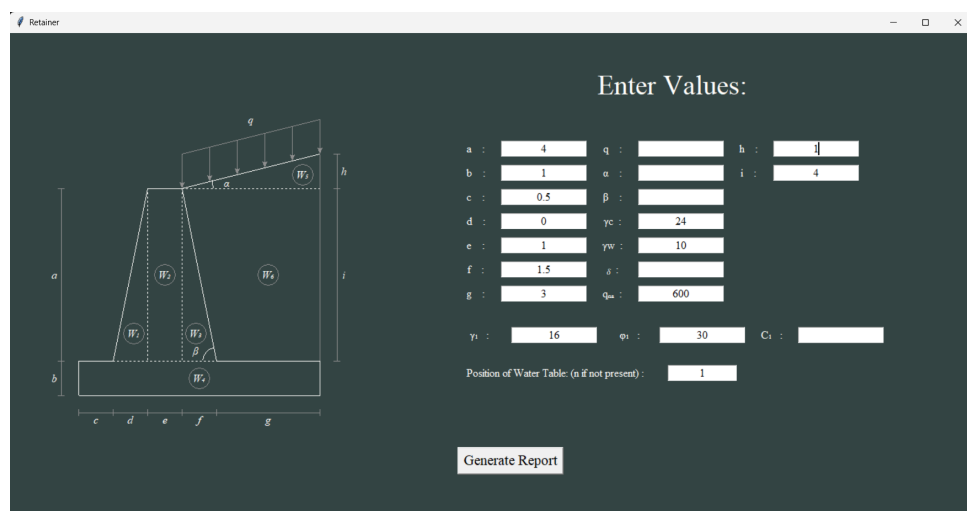 Retainer
Enter Values:
q
h
W₅
α
a
W₂
W₆
i
W₁
W₃
β
b
W₄
c d e f g
a : 4 q : h : 1
b : 1 α : i : 4
c : 0.5 β :
d : 0 γc : 24
e : 1 γw : 10
f : 1.5 δ :
g : 3 qₙₐ : 600
γ₁ : 16 φ₁ : 30 C₁ :
Position of Water Table: (n if not present) : 1
Generate Report